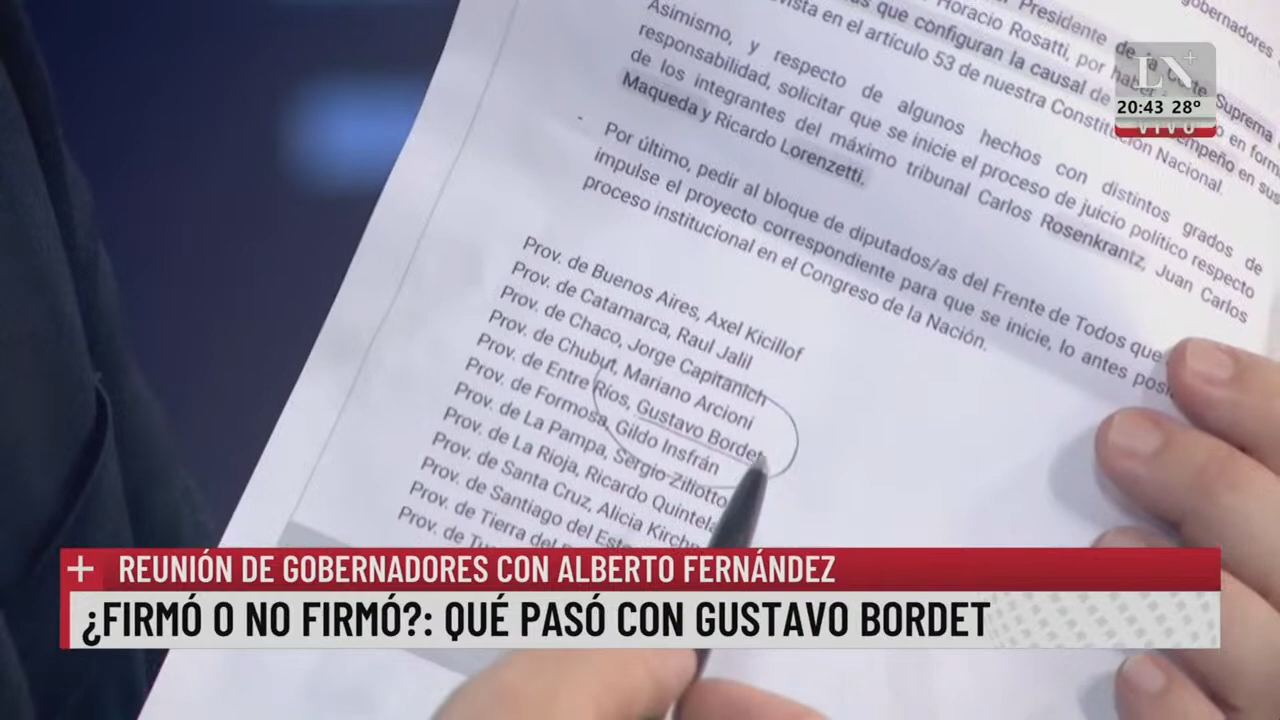 gobernadores
Presidente de la Corte Suprema
Horacio Rosatti, por
que configuran la causal de
en el artículo 53 de nuestra Constitución Nacional.
Asimismo, y respecto de algunos hechos con distintos grados de
responsabilidad, solicitar que se inicie el proceso de juicio político respecto
de los integrantes del máximo tribunal Carlos Rosenkrantz, Juan Carlos
Maqueda y Ricardo Lorenzetti.
Por último, pedir al bloque de diputados/as del Frente de Todos que
impulse el proyecto correspondiente para que se inicie, lo antes
proceso institucional en el Congreso de la Nación.
Prov. de Buenos Aires, Axel Kicillof
Prov. de Catamarca, Raul Jalil
Prov. de Chaco, Jorge Capitanich
Prov. de Chubut, Mariano Arcioni
Prov. de Entre Ríos, Gustavo Bordet
Prov. de Formosa, Gildo Insfrán
Prov. de La Pampa, Sergio Ziliotto
Prov. de La Rioja, Ricardo Quintela
Prov. de Santa Cruz, Alicia
Prov. de Santiago del
Prov. de Tierra del
Prov. de
LN+
20:43 28º
VIVO
+ REUNIÓN DE GOBERNADORES CON ALBERTO FERNÁNDEZ
¿FIRMÓ O NO FIRMÓ?: QUÉ PASÓ CON GUSTAVO BORDET